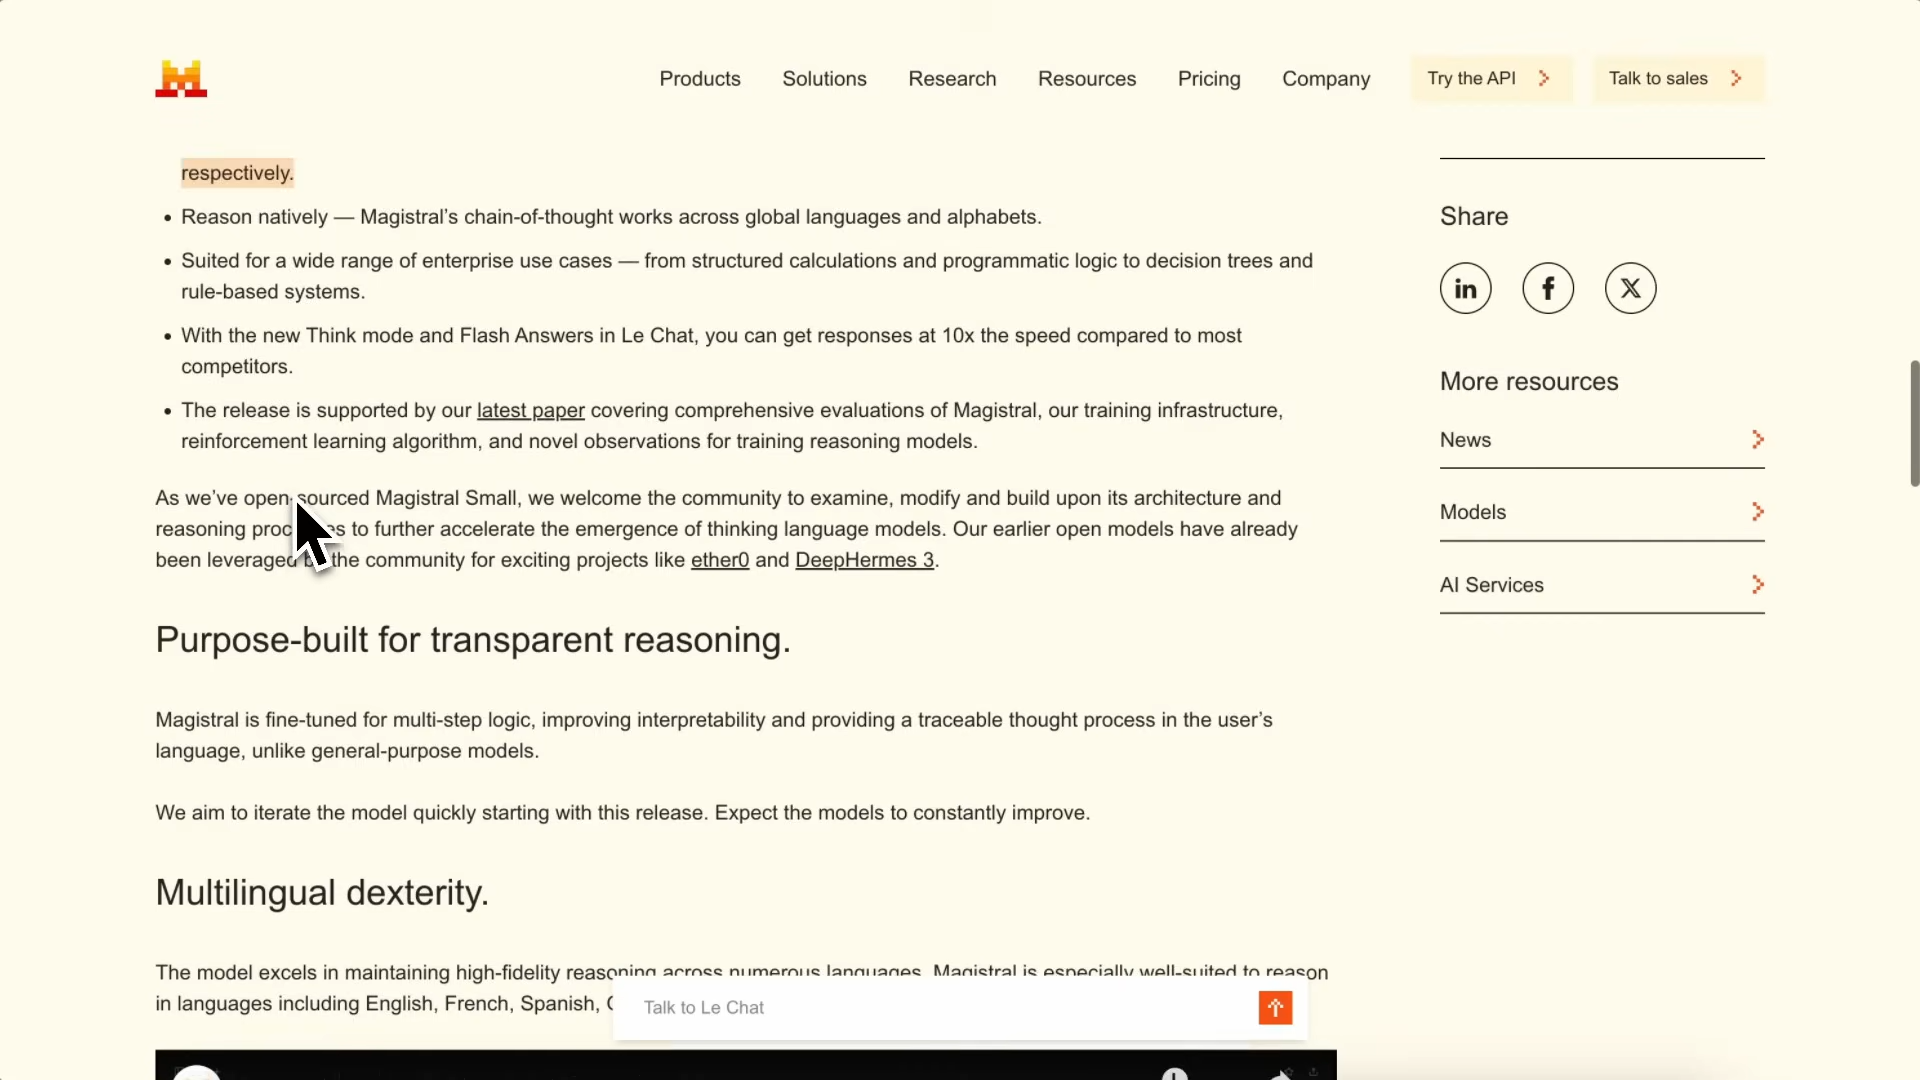 Products Solutions Research Resources Pricing Company Try the API Talk to sales
respectively.
• Reason natively — Magistral’s chain-of-thought works across global languages and alphabets.
• Suited for a wide range of enterprise use cases — from structured calculations and programmatic logic to decision trees and
rule-based systems.
• With the new Think mode and Flash Answers in Le Chat, you can get responses at 10x the speed compared to most
competitors.
• The release is supported by our latest paper covering comprehensive evaluations of Magistral, our training infrastructure,
reinforcement learning algorithm, and novel observations for training reasoning models.
As we’ve open-sourced Magistral Small, we welcome the community to examine, modify and build upon its architecture and
reasoning to further accelerate the emergence of thinking language models. Our earlier open models have already
been leveraged the community for exciting projects like ether0 and DeepHermes 3.
Purpose-built for transparent reasoning.
Magistral is fine-tuned for multi-step logic, improving interpretability and providing a traceable thought process in the user’s
language, unlike general-purpose models.
We aim to iterate the model quickly starting with this release. Expect the models to constantly improve.
Multilingual dexterity.
The model excels in maintaining high-fidelity reasoning across numerous languages. Magistral is especially well-suited to reason
in languages including English, French, Spanish,
Talk to Le Chat
Share
More resources
News
Models
AI Services